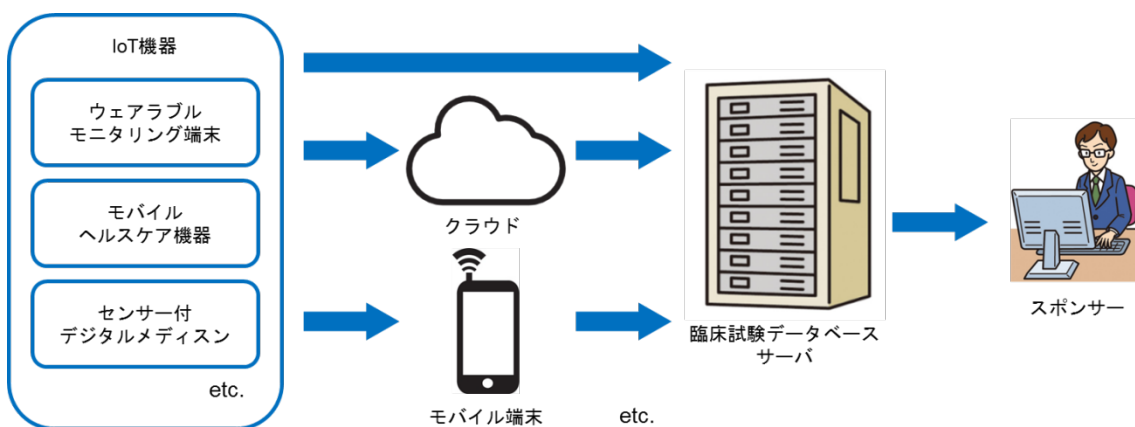 IoT機器
ウェアラブル
モニタリング端末
モバイル
ヘルスケア機器
センサー付
デジタルメディスン
etc.
クラウド
モバイル端末
etc.
臨床試験データベース
サーバ
スポンサー